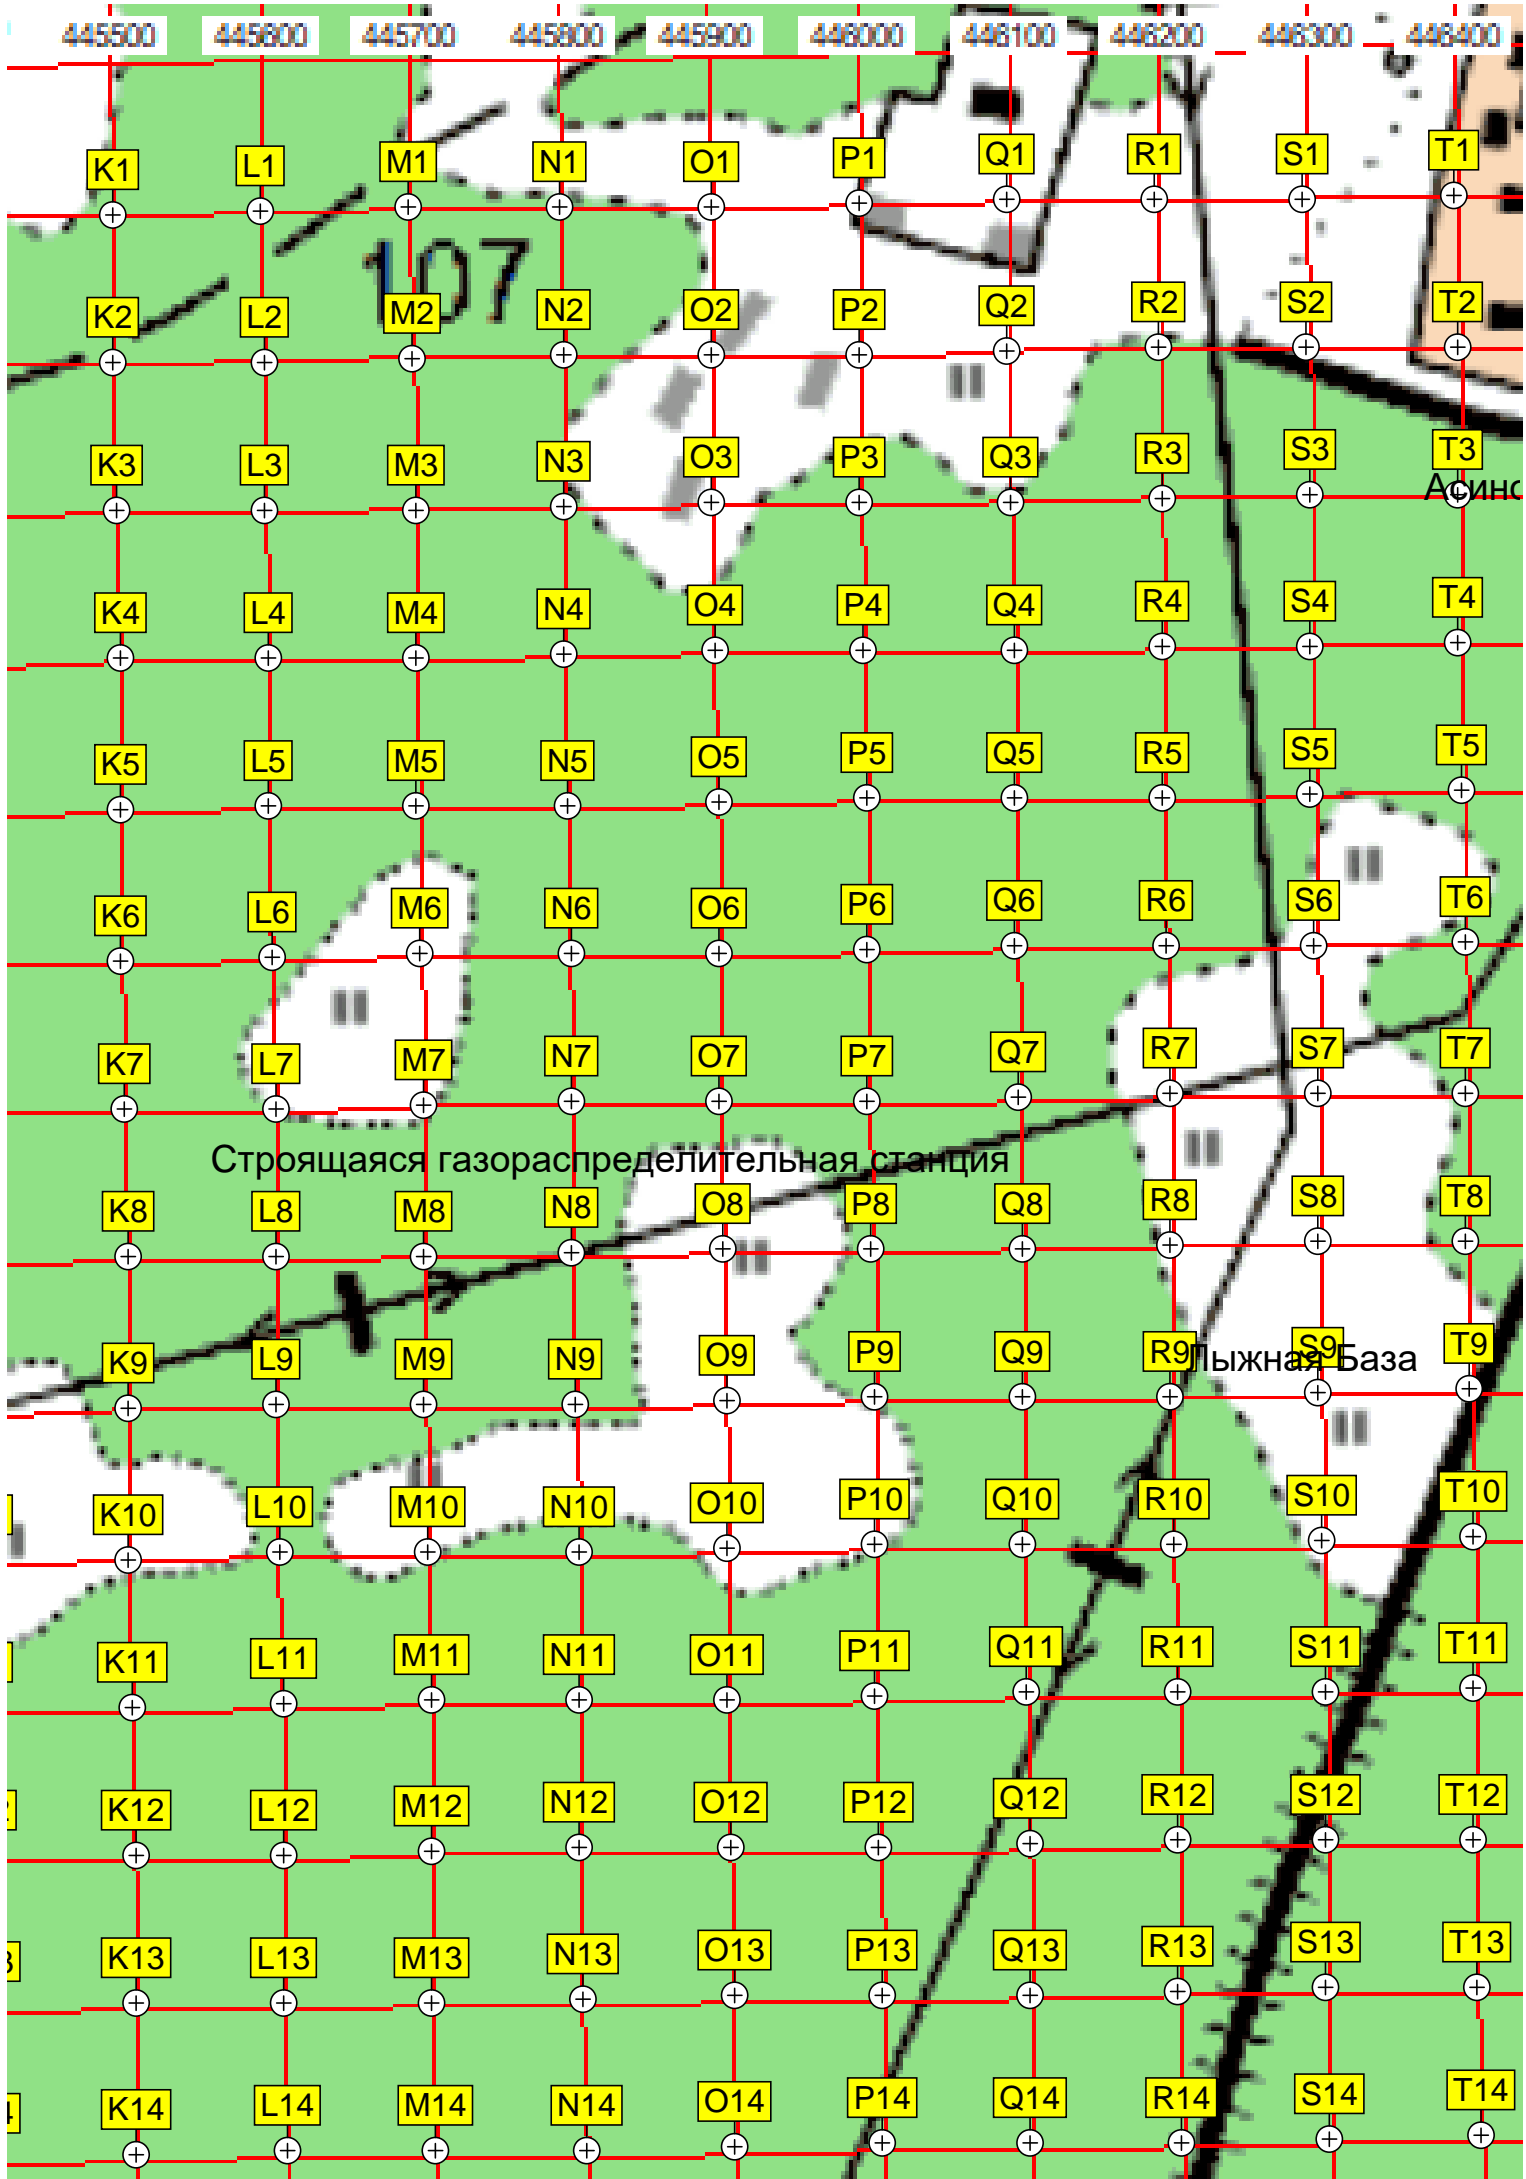 445500 445600 445700 445800 445900 446000 446100 446200 446300 446400
K1 L1 M1 N1 O1 P1 Q1 R1 S1 T1
107
K2 L2 M2 N2 O2 P2 Q2 R2 S2 T2
K3 L3 M3 N3 O3 P3 Q3 R3 S3 T3
K4 L4 M4 N4 O4 P4 Q4 R4 S4 T4
K5 L5 M5 N5 O5 P5 Q5 R5 S5 T5
K6 L6 M6 N6 O6 P6 Q6 R6 S6 T6
K7 L7 M7 N7 O7 P7 Q7 R7 S7 T7
Строящаяся газораспределительная станция
K8 L8 M8 N8 O8 P8 Q8 R8 S8 T8
K9 L9 M9 N9 O9 P9 Q9 R9 S9 T9
Лыжная База
K10 L10 M10 N10 O10 P10 Q10 R10 S10 T10
K11 L11 M11 N11 O11 P11 Q11 R11 S11 T11
K12 L12 M12 N12 O12 P12 Q12 R12 S12 T12
K13 L13 M13 N13 O13 P13 Q13 R13 S13 T13
K14 L14 M14 N14 O14 P14 Q14 R14 S14 T14